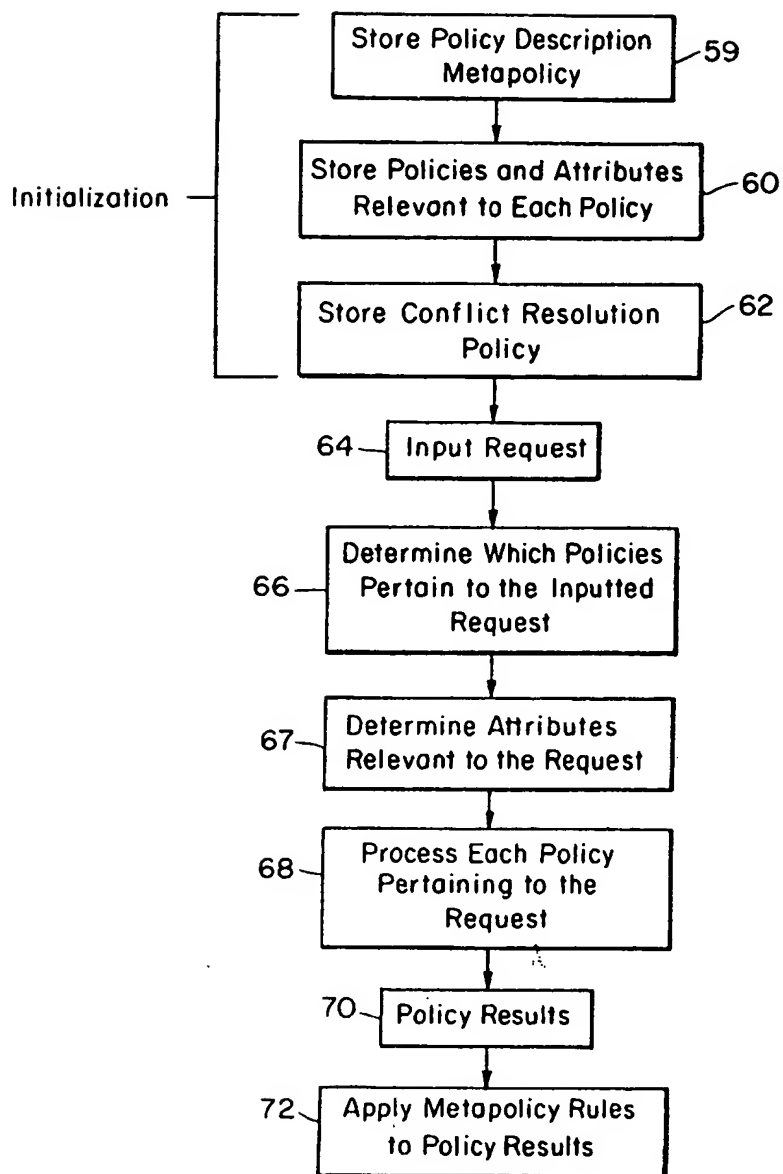 Store Policy Description
Metapolicy
59
Store Policies and Attributes
Relevant to Each Policy
60
Initialization
Store Conflict Resolution
Policy
62
64
Input Request
Determine Which Policies
Pertain to the Inputted
Request
66
Determine Attributes
Relevant to the Request
67
Process Each Policy
Pertaining to the
Request
68
70
Policy Results
72
Apply Metapolicy Rules
to Policy Results